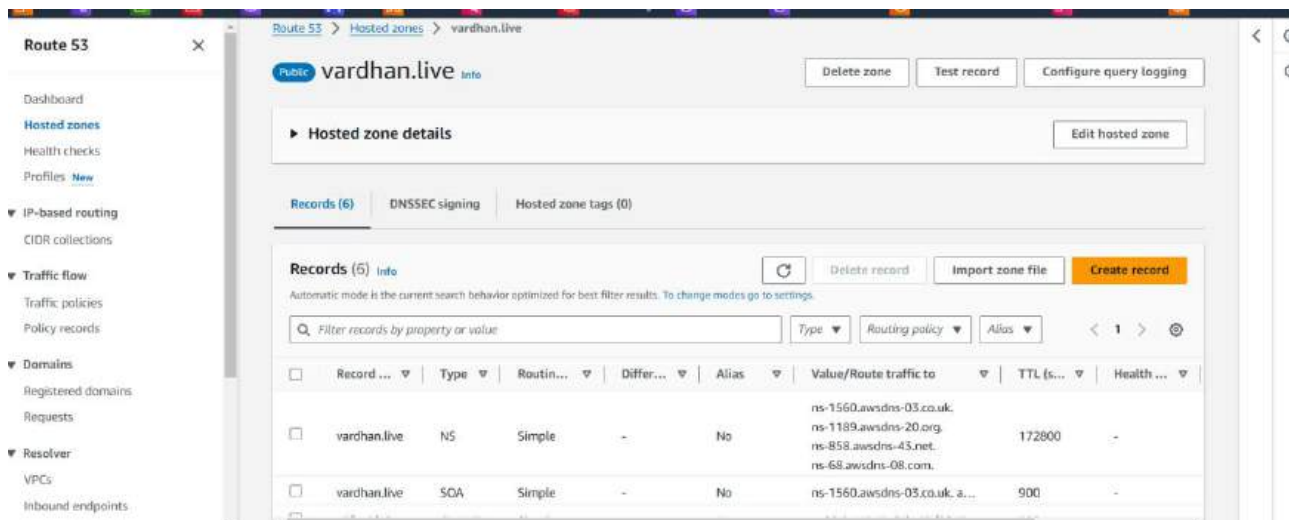 Route 53 > Hosted zones > vardhan.live
Route 53
Dashboard
Hosted zones
Health checks
Profiles New
IP-based routing
CIDR collections
Traffic flow
Traffic policies
Policy records
Domains
Registered domains
Requests
Resolver
VPCs
Inbound endpoints
Public vardhan.live Info
Delete zone Test record Configure query logging
Hosted zone details
Edit hosted zone
Records (6) DNSSEC signing Hosted zone tags (0)
Records (6) Info
Delete record Import zone file Create record
Automatic mode is the current search behavior optimized for best filter results. To change modes go to settings.
Filter records by property or value
Type Routing policy Alias 1
Record ... Type Routin... Differ... Alias Value/Route traffic to TTL (s... Health ...
vardhan.live NS Simple - No
ns-1560.awsdns-03.co.uk.
ns-1189.awsdns-20.org.
ns-858.awsdns-43.net.
ns-68.awsdns-08.com.
172800 -
vardhan.live SOA Simple - No ns-1560.awsdns-03.co.uk. a... 900 -